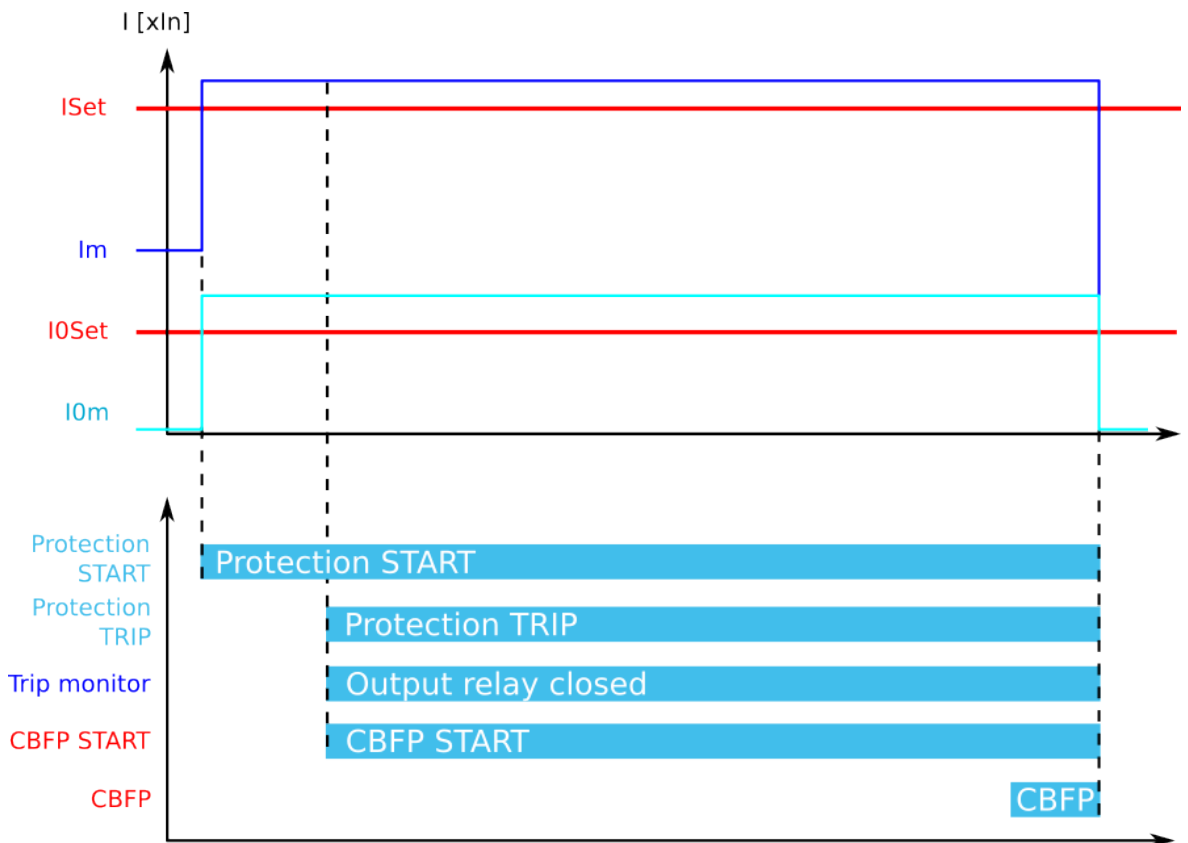 I [xIn]
ISet
Im
I0Set
I0m
Protection
START
Protection START
Protection
TRIP
Protection TRIP
Trip monitor
Output relay closed
CBFP START
CBFP START
CBFP
CBFP